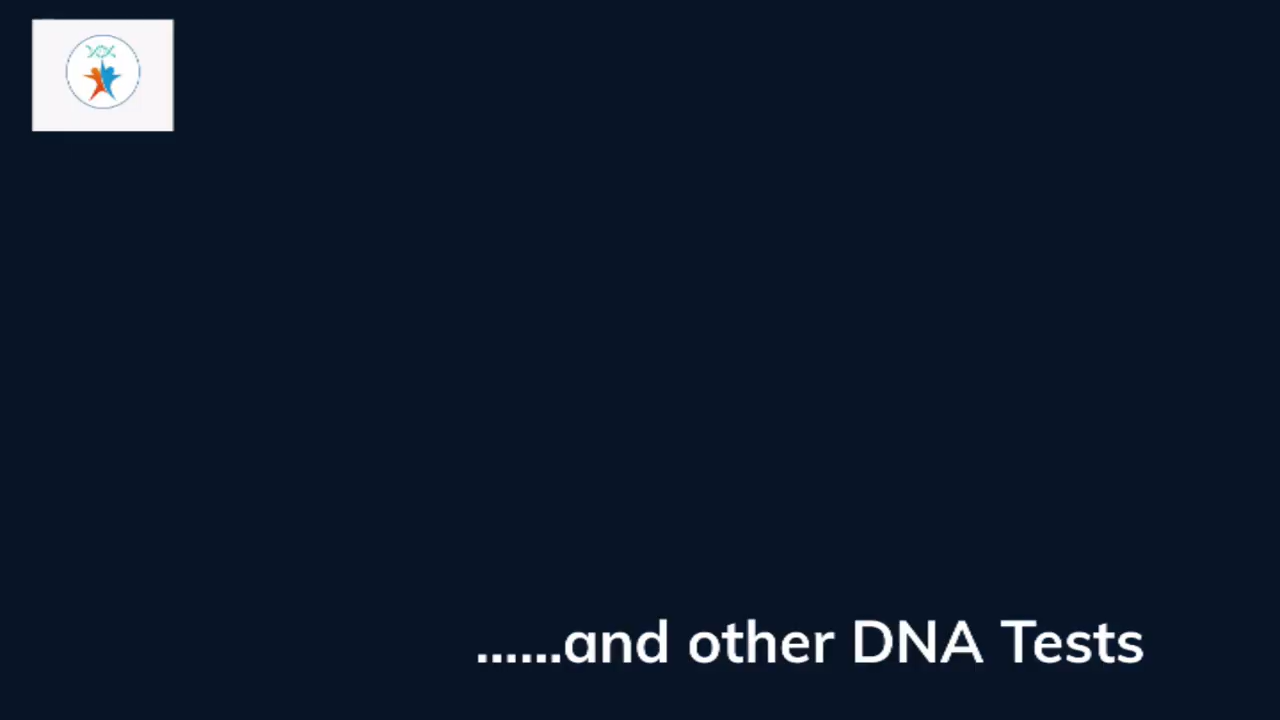 ......and other DNA Tests